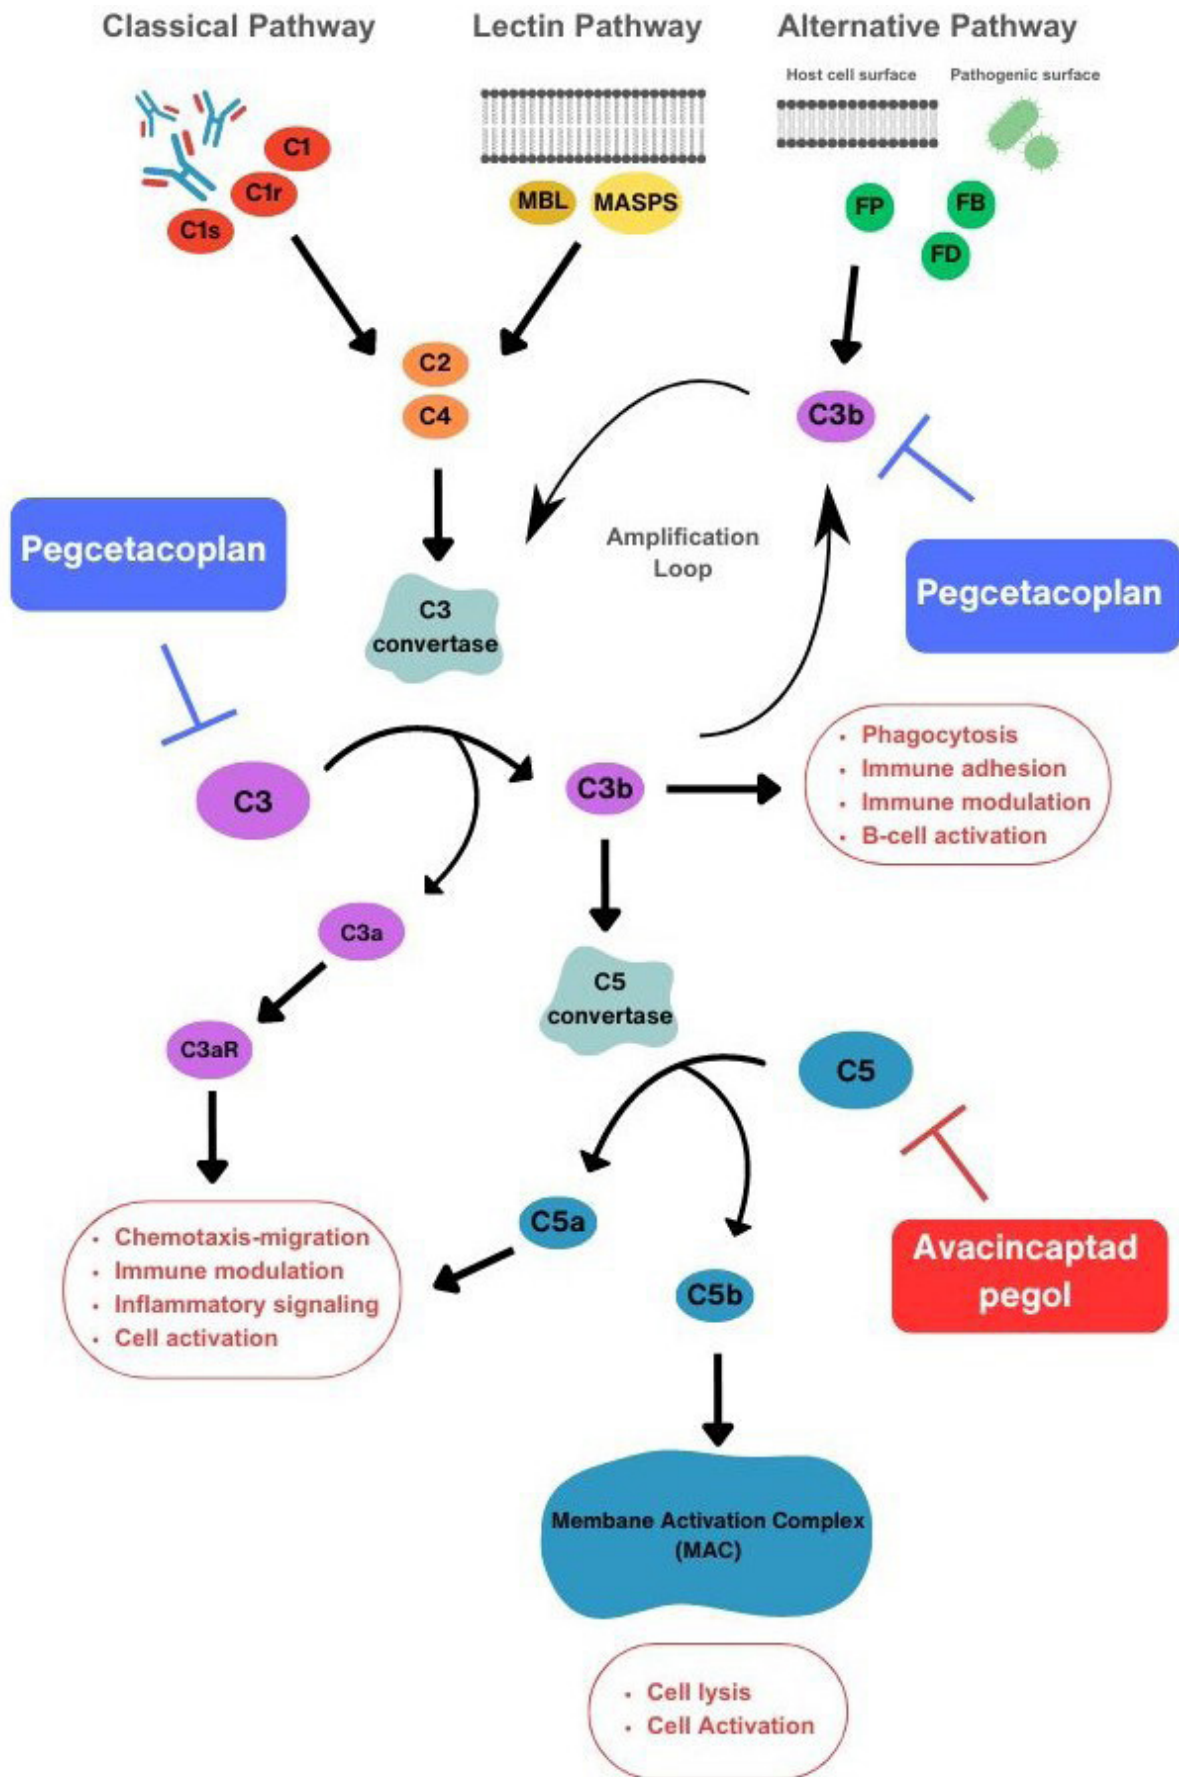 Classical Pathway
Lectin Pathway
Alternative Pathway
Host cell surface
Pathogenic surface
C1
C1r
C1s
MBL
MASPS
FP
FB
FD
C2
C4
C3b
Pegcetacoplan
Amplification
Loop
Pegcetacoplan
C3
convertase
C3
C3b
• Phagocytosis
• Immune adhesion
• Immune modulation
• B-cell activation
C3a
C3aR
C5
convertase
C5
C5a
C5b
• Chemotaxis-migration
• Immune modulation
• Inflammatory signaling
• Cell activation
Avacincaptad
pegol
Membane Activation Complex
(MAC)
• Cell lysis
• Cell Activation